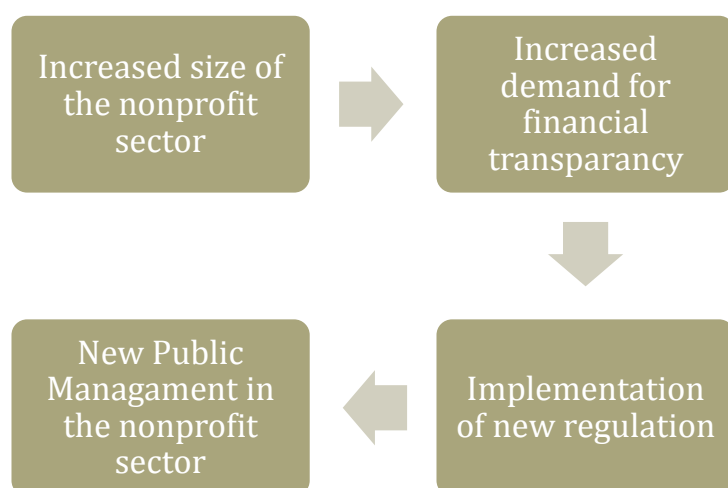 Increased size of
the nonprofit
sector
Increased
demand for
financial
transparancy
Implementation
of new regulation
New Public
Managament in
the nonprofit
sector